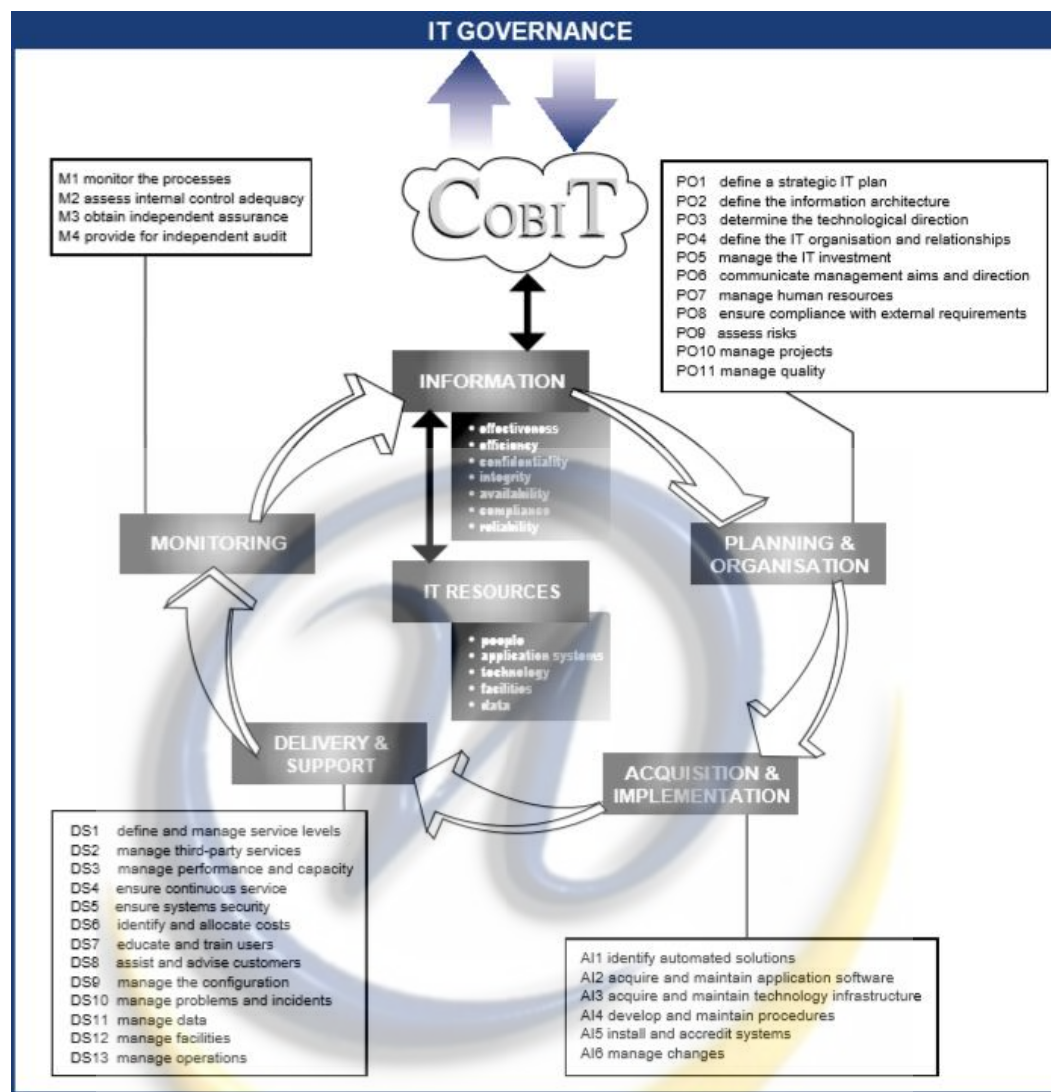 IT GOVERNANCE
COBIT
M1 monitor the processes
M2 assess internal control adequacy
M3 obtain independent assurance
M4 provide for independent audit
PO1 define a strategic IT plan
PO2 define the information architecture
PO3 determine the technological direction
PO4 define the IT organisation and relationships
PO5 manage the IT investment
PO6 communicate management aims and direction
PO7 manage human resources
PO8 ensure compliance with external requirements
PO9 assess risks
PO10 manage projects
PO11 manage quality
INFORMATION
• effectiveness
• efficiency
• confidentiality
• integrity
• availability
• compliance
• reliability
MONITORING
PLANNING &
ORGANISATION
IT RESOURCES
• people
• application systems
• technology
• facilities
• data
DELIVERY &
SUPPORT
ACQUISITION &
IMPLEMENTATION
DS1 define and manage service levels
DS2 manage third-party services
DS3 manage performance and capacity
DS4 ensure continuous service
DS5 ensure systems security
DS6 identify and allocate costs
DS7 educate and train users
DS8 assist and advise customers
DS9 manage the configuration
DS10 manage problems and incidents
DS11 manage data
DS12 manage facilities
DS13 manage operations
AI1 identify automated solutions
AI2 acquire and maintain application software
AI3 acquire and maintain technology infrastructure
AI4 develop and maintain procedures
AI5 install and accredit systems
AI6 manage changes